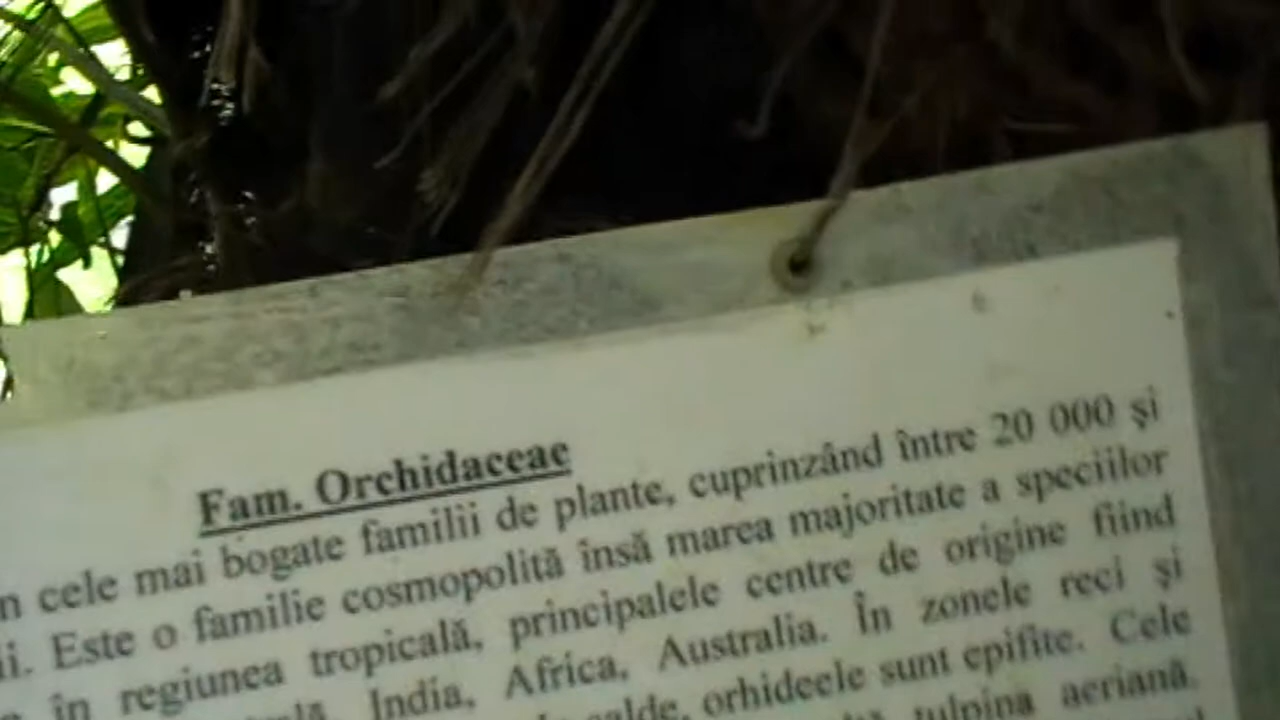 Fam. Orchidaceae
cele mai bogate familii de plante, cuprinzând între 20 000 şi
Este o familie cosmopolită însă marea majoritate a speciilor
în regiunea tropicală, principalele centre de origine fiind
India, Africa, Australia. În zonele reci şi
calde, orhideele sunt epifite. Cele
tulpina aeriană.